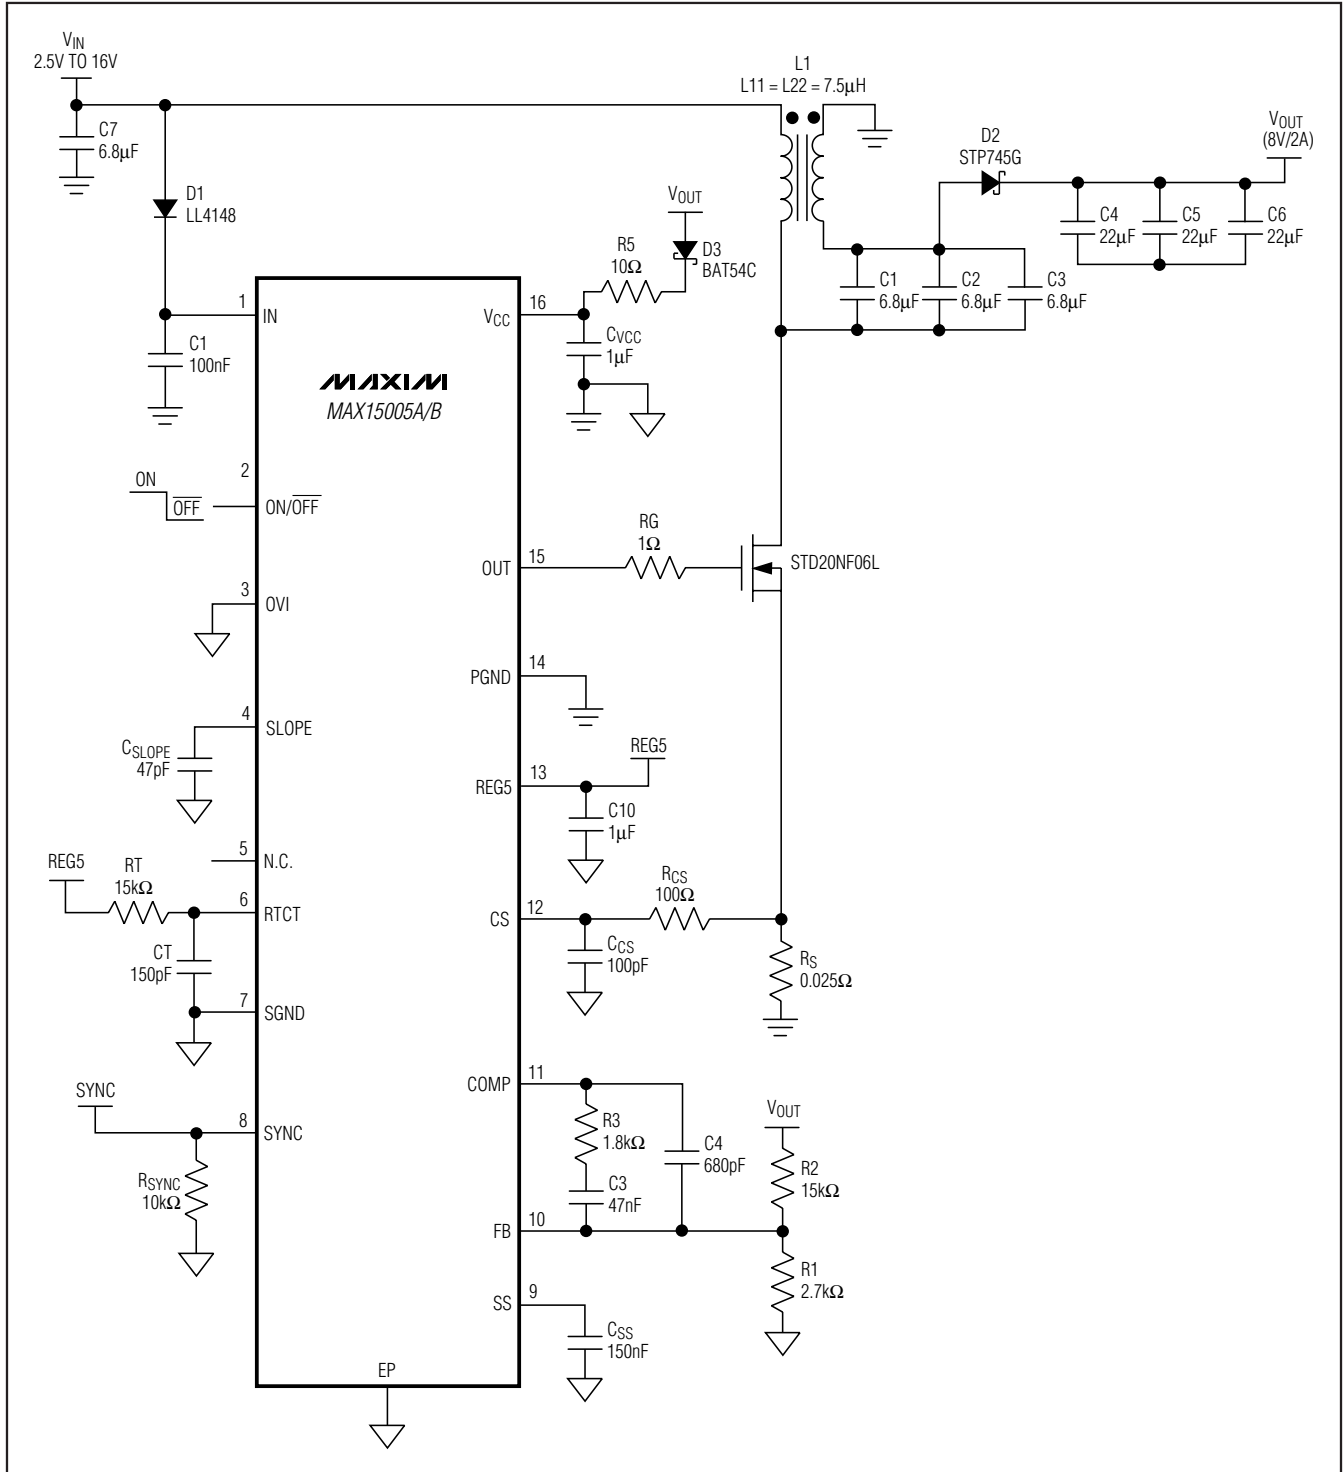 VIN
2.5V TO 16V
C7
6.8µF
D1
LL4148
L1
L11 = L22 = 7.5µH
D2
STP745G
VOUT
(8V/2A)
C4
22µF
C5
22µF
C6
22µF
C1
6.8µF
C2
6.8µF
C3
6.8µF
VOUT
D3
BAT54C
R5
10Ω
1
IN
C1
100nF
16
VCC
CVCC
1µF
MAXIM
MAX15005A/B
ON
OFF
2
ON/OFF
15
OUT
RG
1Ω
STD20NF06L
3
OVI
14
PGND
4
SLOPE
CSLOPE
47pF
13
REG5
REG5
C10
1µF
5
N.C.
REG5
RT
15kΩ
6
RTCT
CT
150pF
12
CS
RCS
100Ω
CCS
100pF
RS
0.025Ω
7
SGND
SYNC
8
SYNC
RSYNC
10kΩ
11
COMP
R3
1.8kΩ
C3
47nF
C4
680pF
VOUT
R2
15kΩ
10
FB
R1
2.7kΩ
9
SS
CSS
150nF
EP